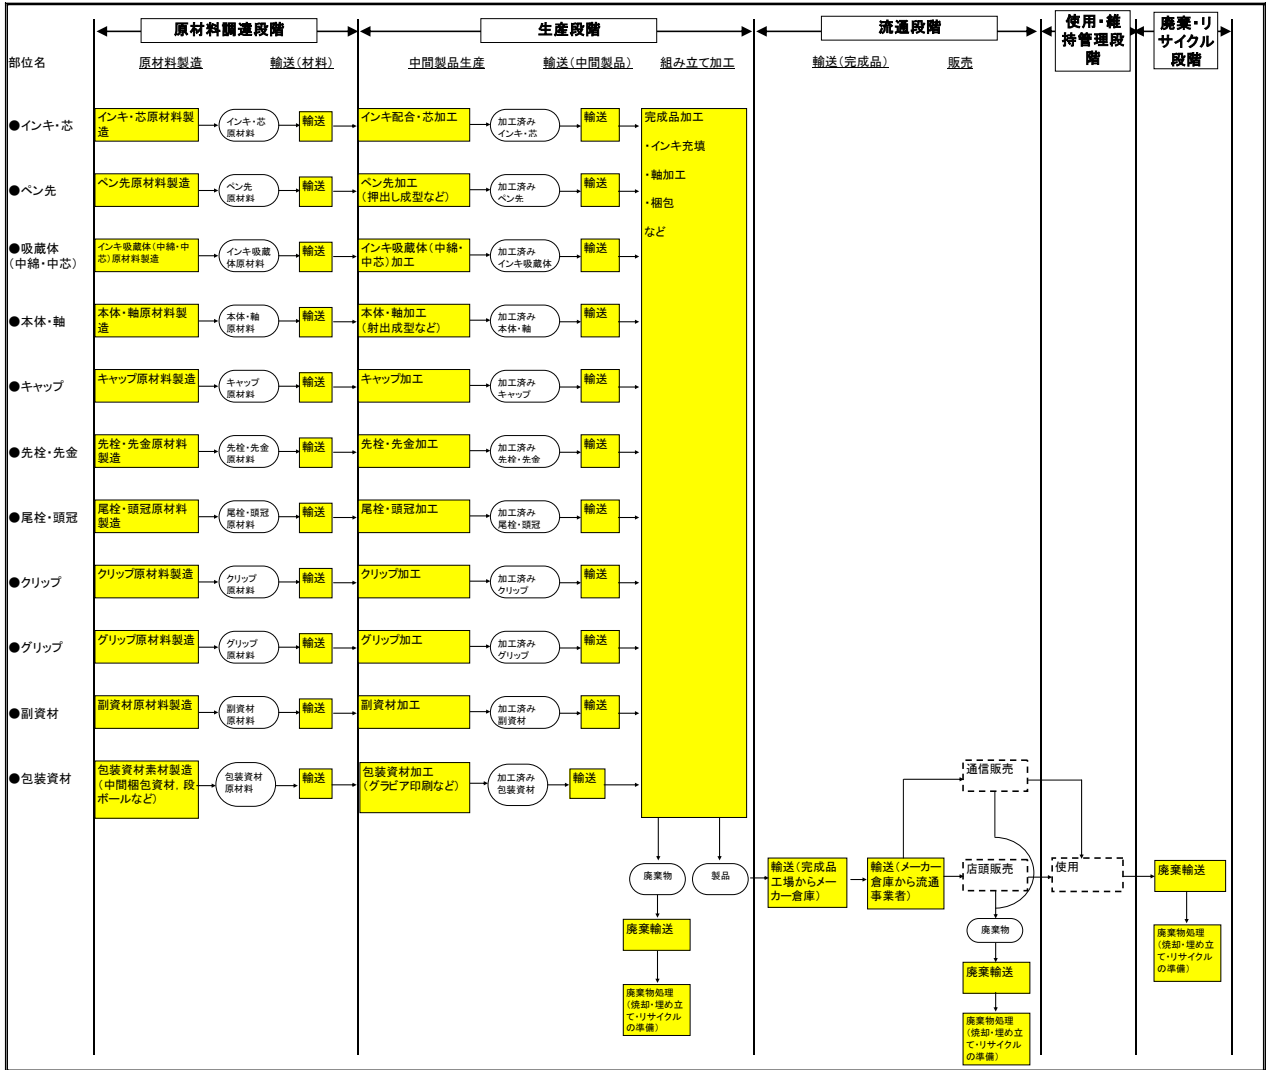 原材料調達段階
生産段階
流通段階
使用・維
持管理段
階
廃棄・リ
サイクル
段階
部位名
原材料製造
輸送(材料)
中間製品生産
輸送(中間製品)
組み立て加工
輸送(完成品)
販売
●インキ・芯
インキ・芯原材料製
造
インキ・芯
原材料
輸送
インキ配合・芯加工
加工済み
インキ・芯
輸送
完成品加工
・インキ充填
・軸加工
・梱包
など
●ペン先
ペン先原材料製造
ペン先
原材料
輸送
ペン先加工
(押出し成型など)
加工済み
ペン先
輸送
●吸蔵体
(中綿・中芯)
インキ吸蔵体(中綿・中
芯)原材料製造
インキ吸蔵
体原材料
輸送
インキ吸蔵体(中綿・
中芯)加工
加工済み
インキ吸蔵体
輸送
●本体・軸
本体・軸原材料製
造
本体・軸
原材料
輸送
本体・軸加工
(射出成型など)
加工済み
本体・軸
輸送
●キャップ
キャップ原材料製造
キャップ
原材料
輸送
キャップ加工
加工済み
キャップ
輸送
●先栓・先金
先栓・先金原材料
製造
先栓・先金
原材料
輸送
先栓・先金加工
加工済み
先栓・先金
輸送
●尾栓・頭冠
尾栓・頭冠原材料
製造
尾栓・頭冠
原材料
輸送
尾栓・頭冠加工
加工済み
尾栓・頭冠
輸送
●クリップ
クリップ原材料製造
クリップ
原材料
輸送
クリップ加工
加工済み
クリップ
輸送
●グリップ
グリップ原材料製造
グリップ
原材料
輸送
グリップ加工
加工済み
グリップ
輸送
●副資材
副資材原材料製造
副資材
原材料
輸送
副資材加工
加工済み
副資材
輸送
●包装資材
包装資材素材製造
(中間梱包資材,段
ボールなど)
包装資材
原材料
輸送
包装資材加工
(グラビア印刷など)
加工済み
包装資材
輸送
通信販売
廃棄物
製品
輸送(完成品
工場からメー
カー倉庫)
輸送(メーカー
倉庫から流通
事業者)
店頭販売
使用
廃棄輸送
廃棄物
廃棄輸送
廃棄物処理
(焼却・埋め立
て・リサイクル
の準備)
廃棄輸送
廃棄物処理
(焼却・埋め立
て・リサイクル
の準備)
廃棄物処理
(焼却・埋め立
て・リサイクル
の準備)